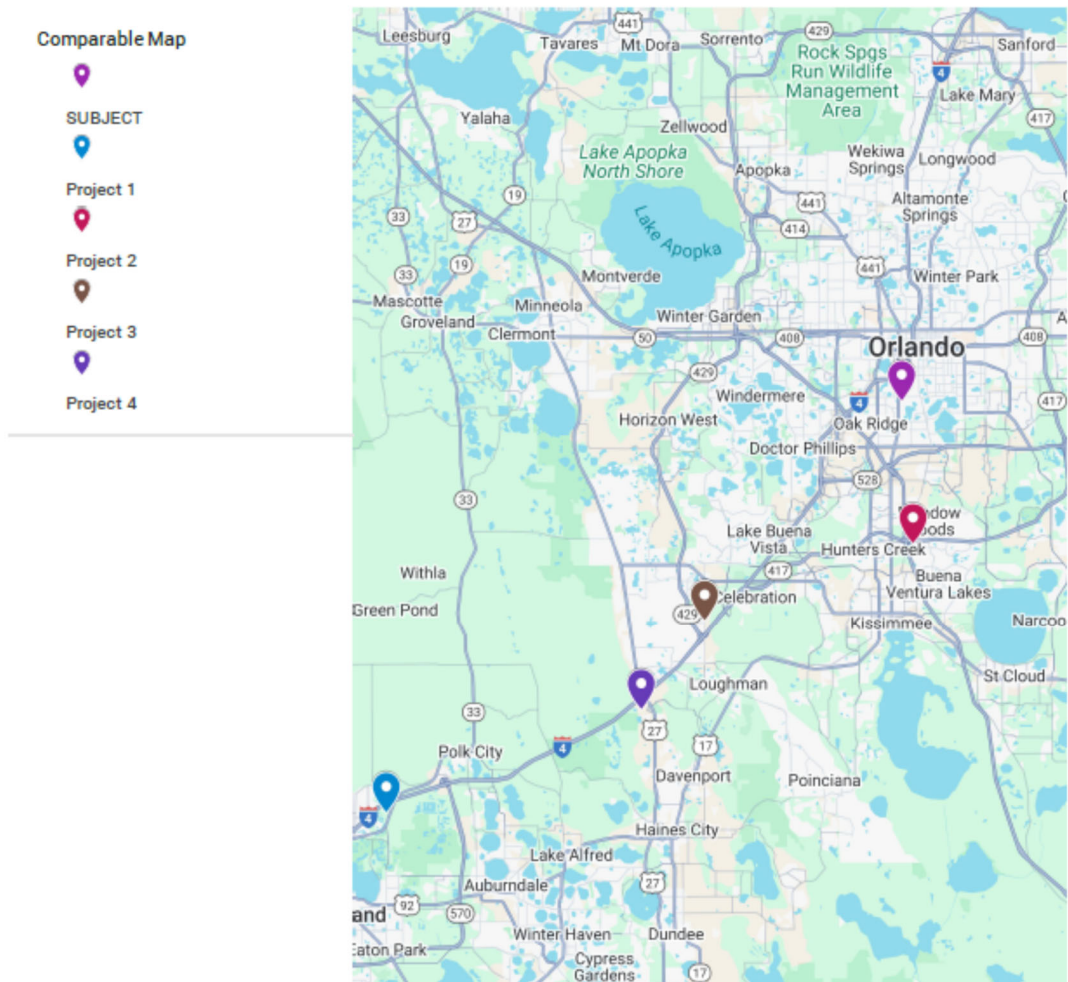 Comparable Map
SUBJECT
Project 1
Project 2
Project 3
Project 4
Leesburg
441
Tavares
Mt Dora
Sorrento
429
Sanford
Rock Spgs
Run Wildlife
Management
Area
4
Lake Mary
417
Yalaha
Zellwood
Lake Apopka
North Shore
Wekiwa
Springs
Longwood
Apopka
19
441
Altamonte
Springs
33
27
414
Lake Apopka
19
441
33
Montverde
Winter Park
Mascotte
Minneola
Groveland
Clermont
Winter Garden
50
408
408
Orlando
429
Windermere
4
417
Horizon West
Oak Ridge
Doctor Phillips
528
33
Lake Buena
Vista
Hunters Creek
417
Withla
Buena
Ventura Lakes
Green Pond
429
Celebration
Kissimmee
Narcoo
St Cloud
Loughman
33
27
17
4
Polk City
Davenport
Poinciana
4
Haines City
Lake Alfred
27
Auburndale
92
570
and
Winter Haven
Dundee
Eaton Park
Cypress
Gardens
17